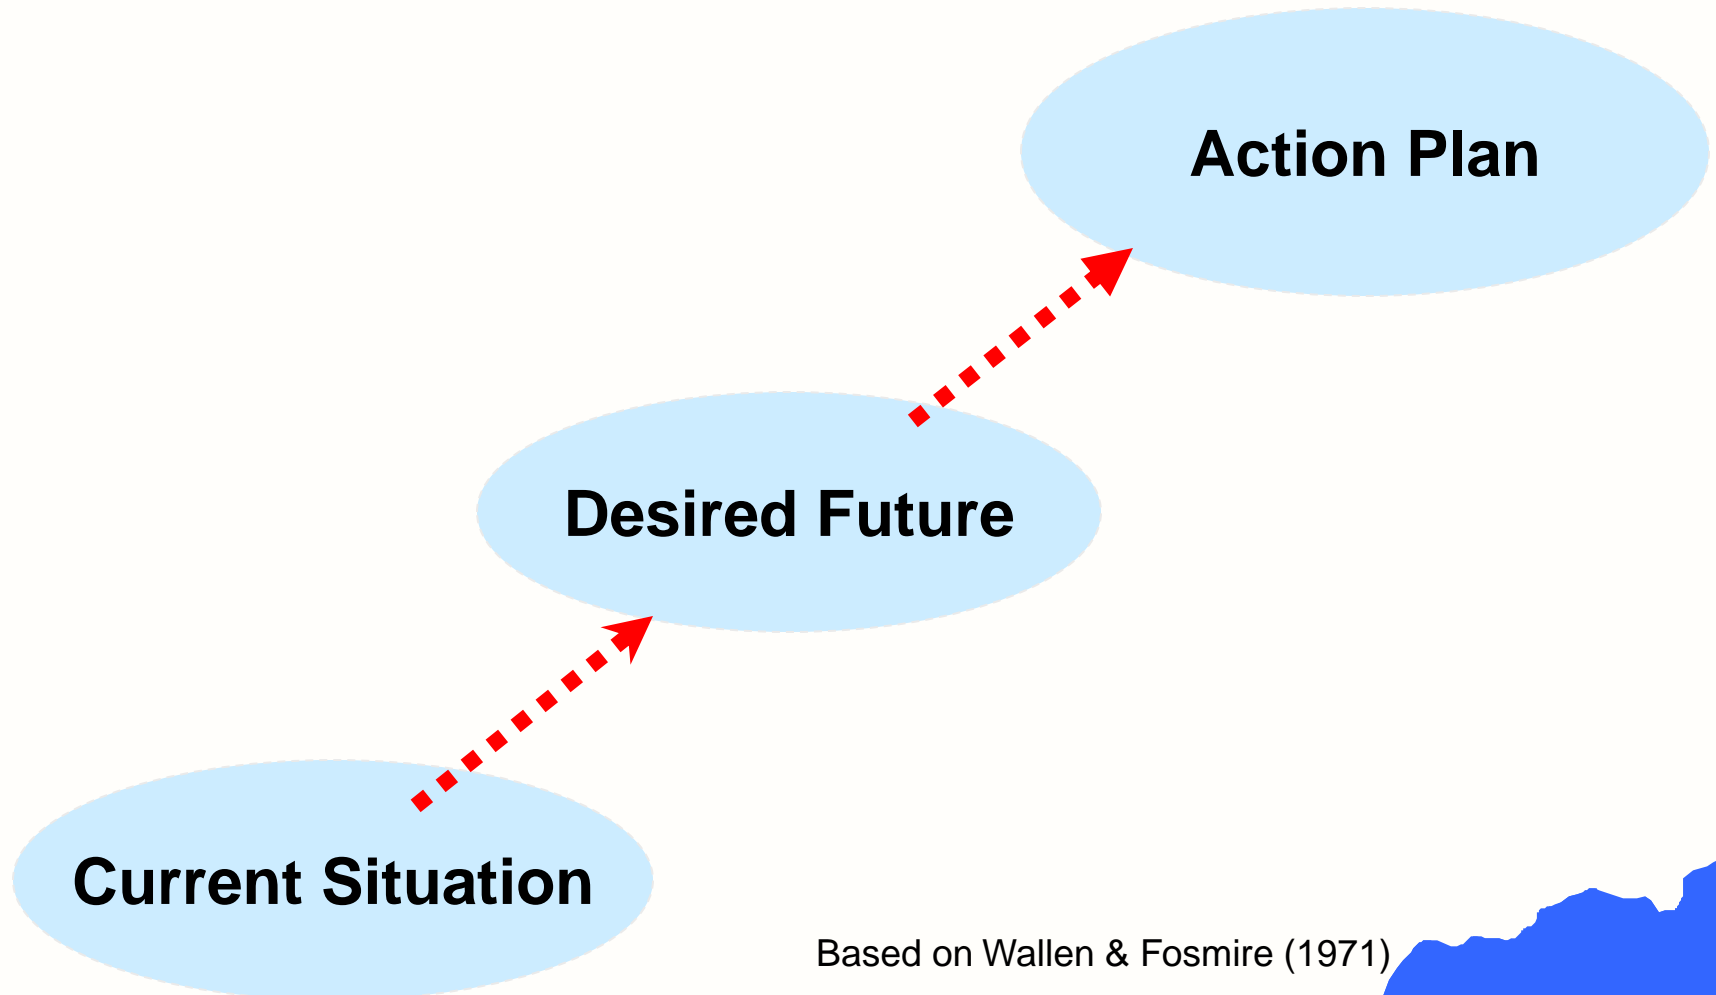 Action Plan
Desired Future
Current Situation
Based on Wallen & Fosmire (1971)